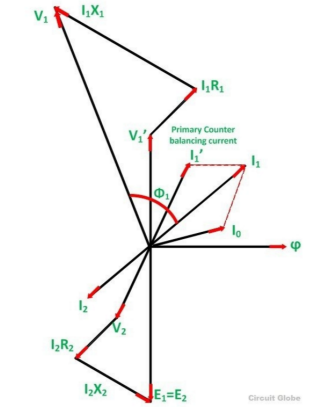 V₁
I₁X₁
I₁R₁
V₁'
Primary Counter
balancing current
I₁'
I₁
Φ₁
I₀
φ
I₂
V₂
I₂R₂
I₂X₂
E₁=E₂
Circuit Globe